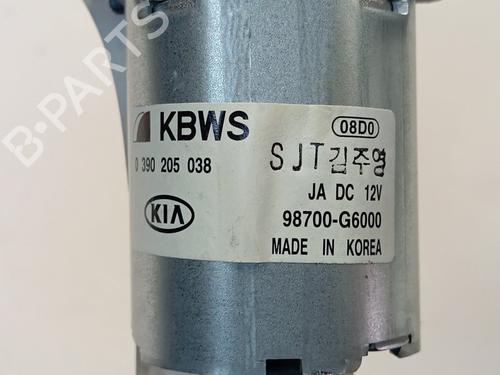 B-PARTS
KBWS
08D0
0 390 205 038
SJT김주영
JA DC 12V
KIA
98700-G6000
MADE IN KOREA